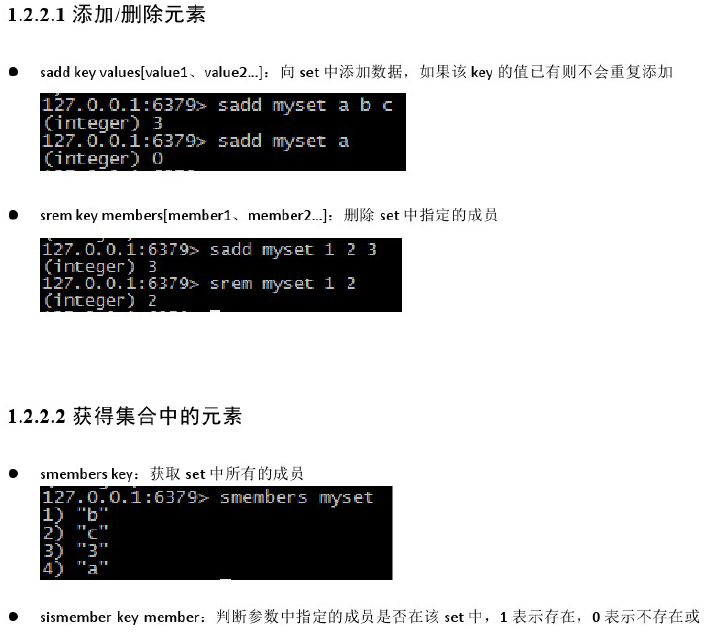 1.2.2.1 添加/删除元素
● sadd key values[value1、value2...]：向 set 中添加数据，如果该 key 的值已有则不会重复添加
127.0.0.1:6379> sadd myset a b c
(integer) 3
127.0.0.1:6379> sadd myset a
(integer) 0
● srem key members[member1、member2...]：删除 set 中指定的成员
127.0.0.1:6379> sadd myset 1 2 3
(integer) 3
127.0.0.1:6379> srem myset 1 2
(integer) 2
1.2.2.2 获得集合中的元素
● smembers key：获取 set 中所有的成员
127.0.0.1:6379> smembers myset
1) "b"
2) "c"
3) "3"
4) "a"
● sismember key member：判断参数中指定的成员是否在该 set 中，1 表示存在，0 表示不存在或